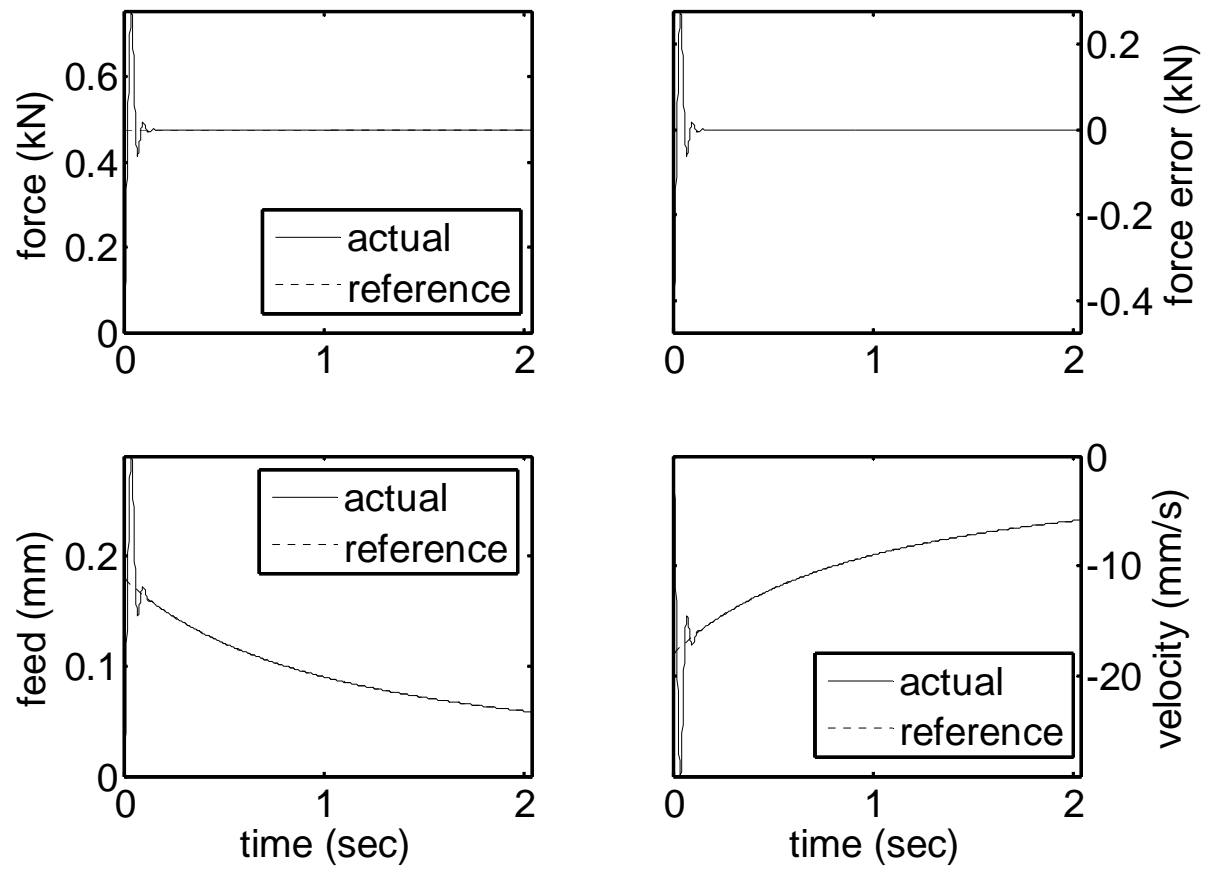 force (kN)
0.6
0.4
0.2
0
actual
reference
0 1 2
0.2
0
-0.2
-0.4
force error (kN)
0 1 2
feed (mm)
0.2
0.1
0
actual
reference
0 1 2
time (sec)
0
-10
-20
velocity (mm/s)
actual
reference
0 1 2
time (sec)